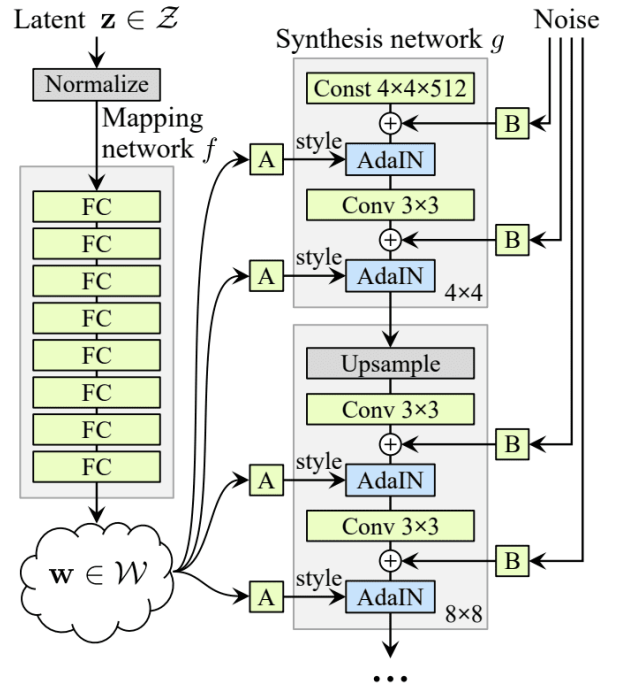 Latent z ∈ 𝒵
Normalize
Mapping
network f
FC
FC
FC
FC
FC
FC
FC
FC
w ∈ 𝒲
Synthesis network g
Noise
Const 4×4×512
+
B
A
style
AdaIN
Conv 3×3
+
B
A
style
AdaIN
4×4
Upsample
Conv 3×3
+
B
A
style
AdaIN
Conv 3×3
+
B
A
style
AdaIN
8×8
...